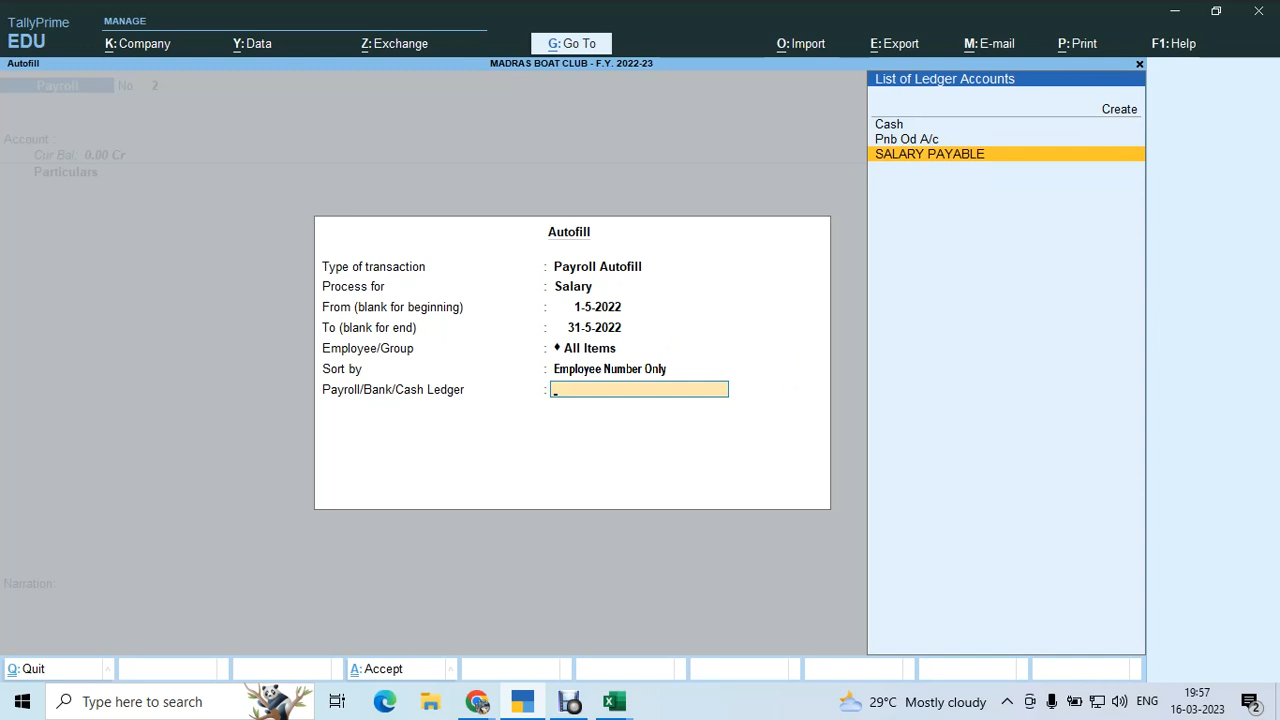 TallyPrime
EDU
MANAGE
K:Company
Y:Data
Z:Exchange
G:Go To
O:Import
E:Export
M:E-mail
P:Print
F1:Help
Autofill
MADRAS BOAT CLUB - F.Y. 2022-23
x
Payroll No 2
Account :
Cur Bal: 0.00 Cr
Particulars
List of Ledger Accounts
Create
Cash
Pnb Od A/c
SALARY PAYABLE
Autofill
Type of transaction : Payroll Autofill
Process for : Salary
From (blank for beginning) : 1-5-2022
To (blank for end) : 31-5-2022
Employee/Group : ♦ All Items
Sort by : Employee Number Only
Payroll/Bank/Cash Ledger :
Narration:
Q:Quit
A:Accept
Type here to search
29°C Mostly cloudy
ENG
19:57
16-03-2023
2